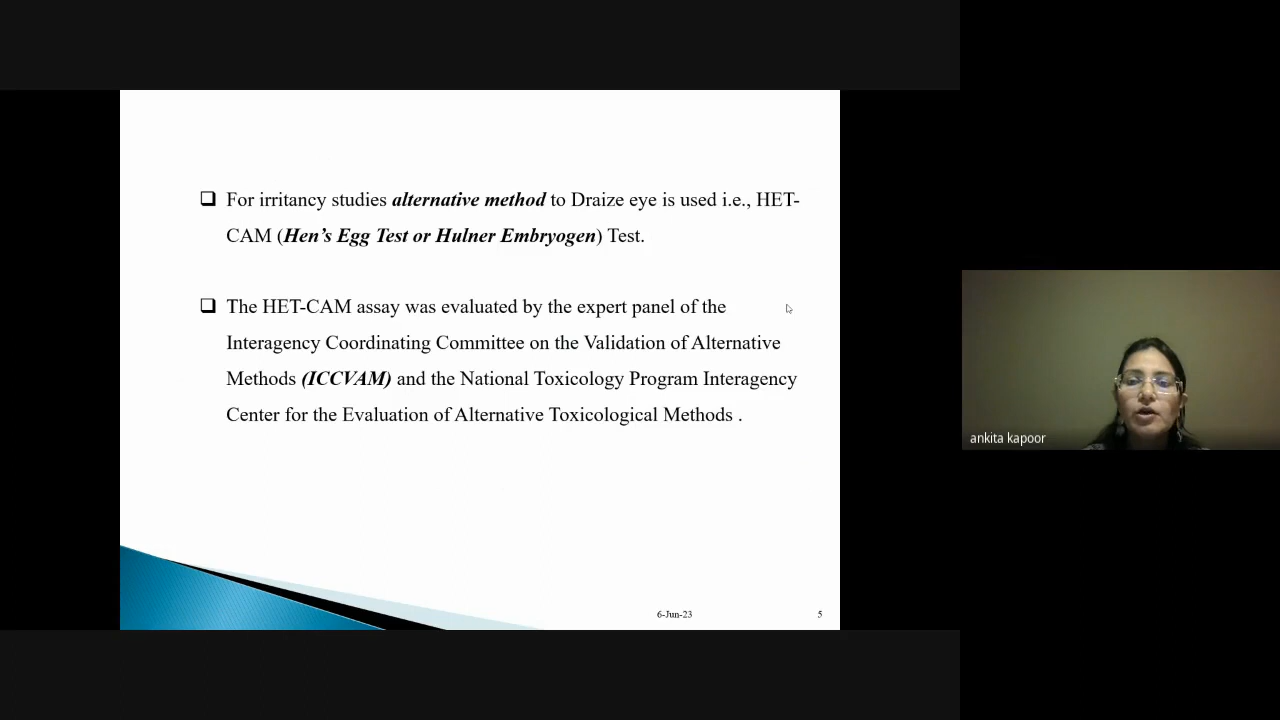 For irritancy studies alternative method to Draize eye is used i.e., HET-
CAM (Hen's Egg Test or Hulner Embryogen) Test.
The HET-CAM assay was evaluated by the expert panel of the
Interagency Coordinating Committee on the Validation of Alternative
Methods (ICCVAM) and the National Toxicology Program Interagency
Center for the Evaluation of Alternative Toxicological Methods .
6-Jun-23
5
ankita kapoor